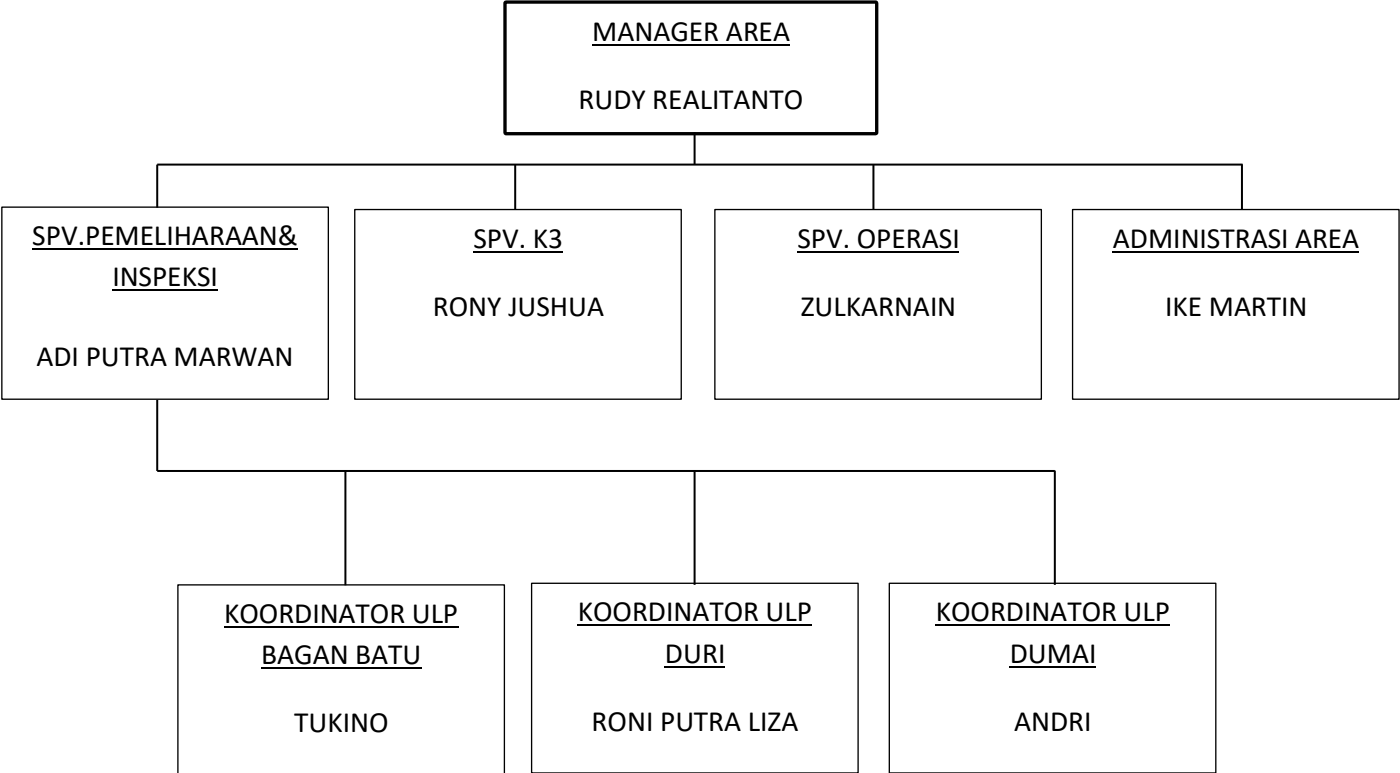 MANAGER AREA
RUDY REALITANTO
SPV.PEMELIHARAAN&
INSPEKSI
ADI PUTRA MARWAN
SPV. K3
RONY JUSHUA
SPV. OPERASI
ZULKARNAIN
ADMINISTRASI AREA
IKE MARTIN
KOORDINATOR ULP
BAGAN BATU
TUKINO
KOORDINATOR ULP
DURI
RONI PUTRA LIZA
KOORDINATOR ULP
DUMAI
ANDRI